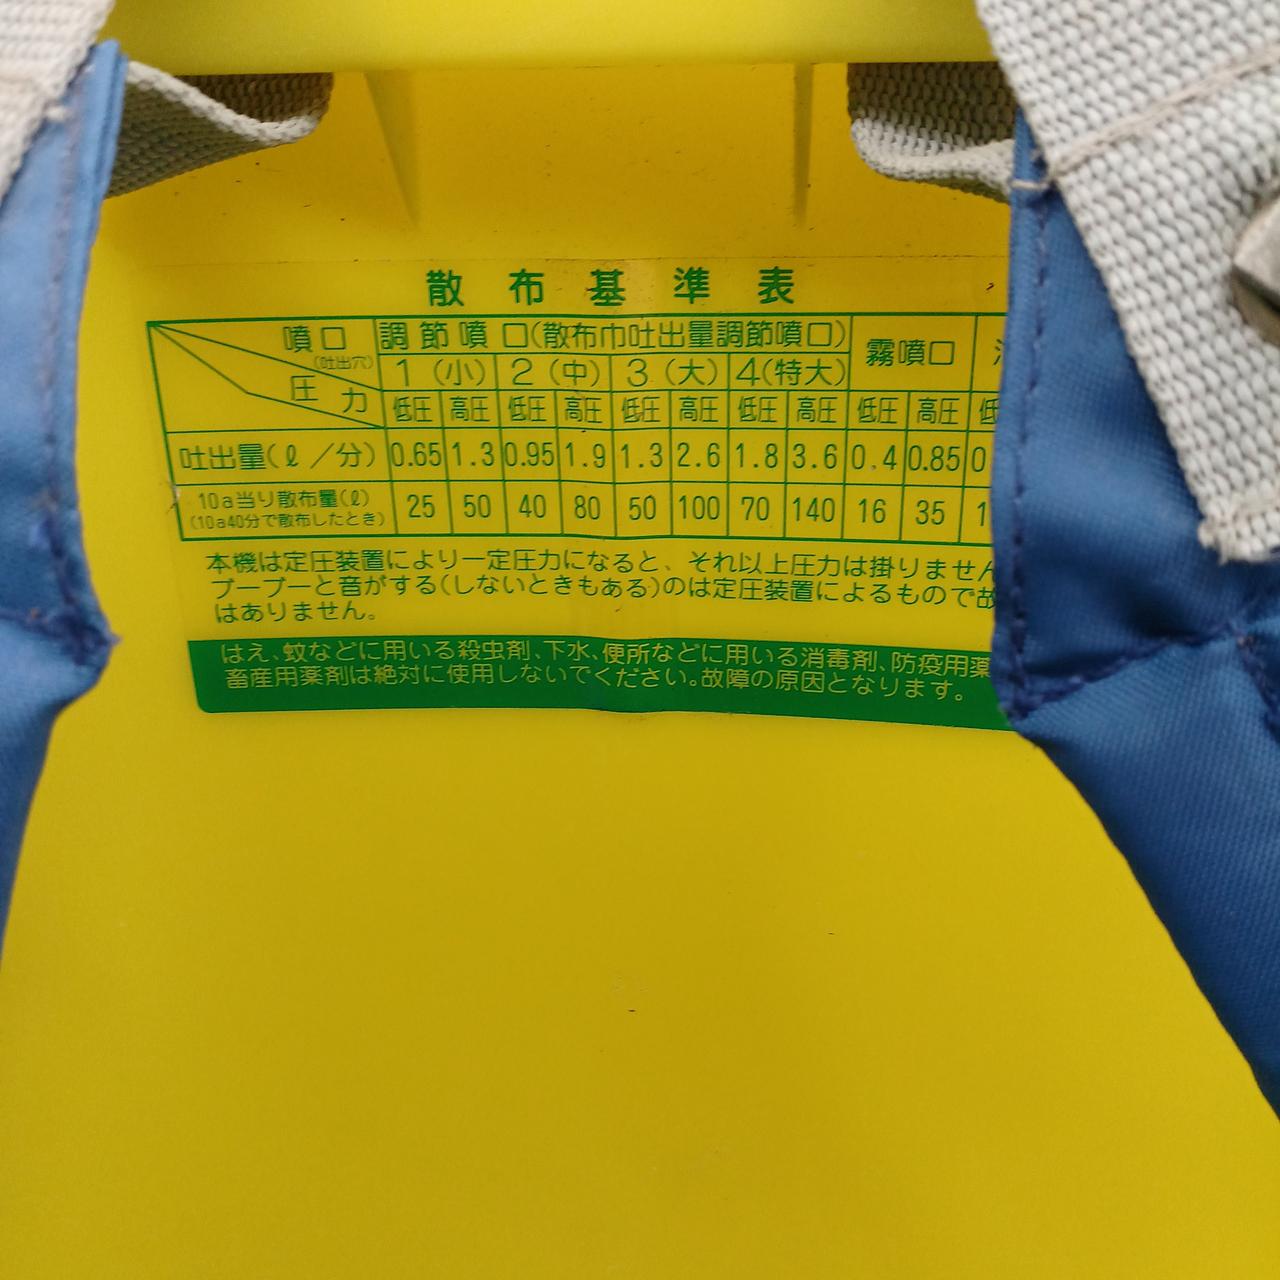 散布基準表
噴口 (吐出穴) 圧力 調節噴口(散布巾吐出量調節噴口) 霧噴口
1(小) 2(中) 3(大) 4(特大)
低圧 高圧 低圧 高圧 低圧 高圧 低圧 高圧 低圧 高圧 低
吐出量(ℓ/分) 0.65 1.3 0.95 1.9 1.3 2.6 1.8 3.6 0.4 0.85 0
10a当り散布量(ℓ) 25 50 40 80 50 100 70 140 16 35 1
(10a40分で散布したとき)
本機は定圧装置により一定圧力になると、それ以上圧力は掛りません
ブーブーと音がする(しないときもある)のは定圧装置によるもので故
はありません。
はえ、蚊などに用いる殺虫剤、下水、便所などに用いる消毒剤、防疫用薬
畜産用薬剤は絶対に使用しないでください。故障の原因となります。